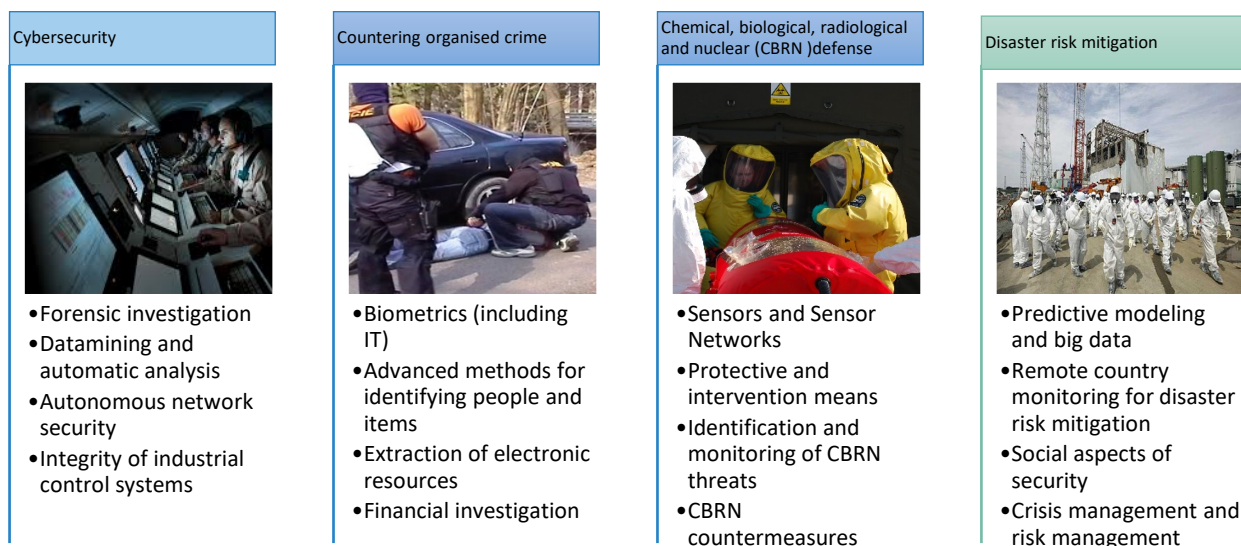 Cybersecurity
•Forensic investigation
•Datamining and
automatic analysis
•Autonomous network
security
•Integrity of industrial
control systems
Countering organised crime
•Biometrics (including
IT)
•Advanced methods for
identifying people and
items
•Extraction of electronic
resources
•Financial investigation
Chemical, biological, radiological
and nuclear (CBRN )defense
•Sensors and Sensor
Networks
•Protective and
intervention means
•Identification and
monitoring of CBRN
threats
•CBRN
countermeasures
Disaster risk mitigation
•Predictive modeling
and big data
•Remote country
monitoring for disaster
risk mitigation
•Social aspects of
security
•Crisis management and
risk management